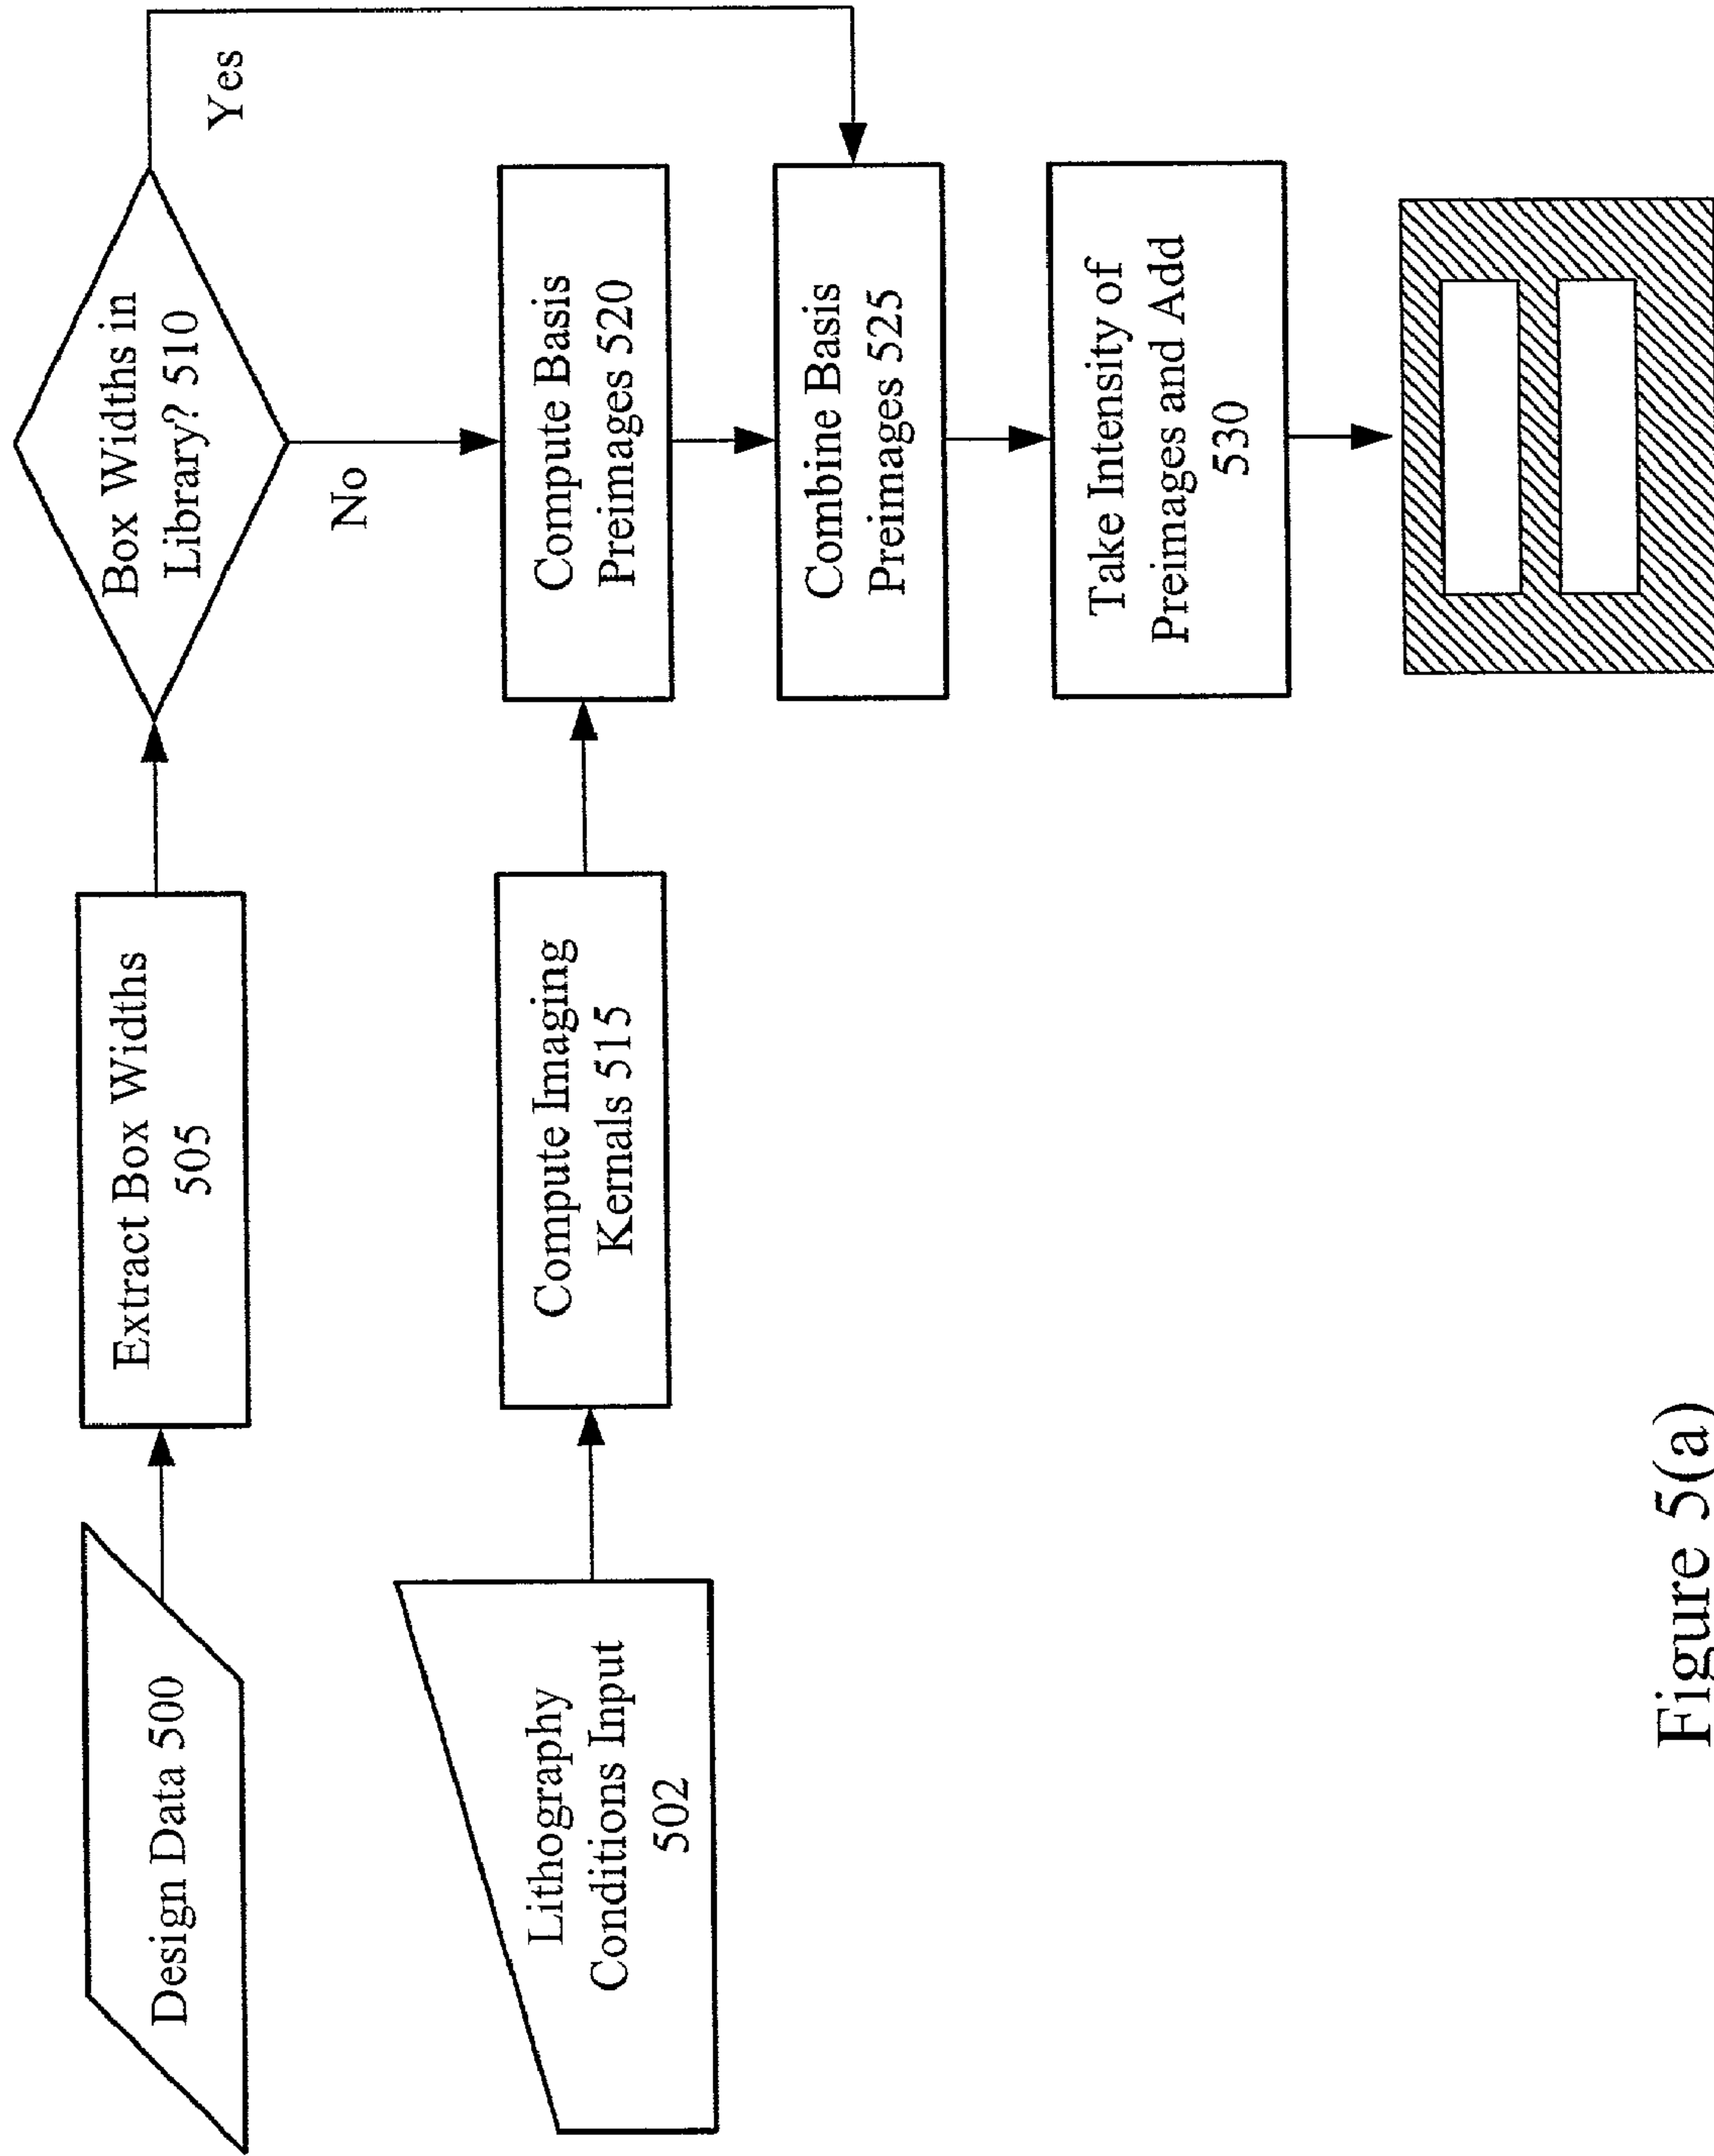 Design Data 500
Extract Box Widths
505
Box Widths in
Library? 510
Yes
No
Lithography
Conditions Input
502
Compute Imaging
Kernals 515
Compute Basis
Preimages 520
Combine Basis
Preimages 525
Take Intensity of
Preimages and Add
530
Figure 5(a)